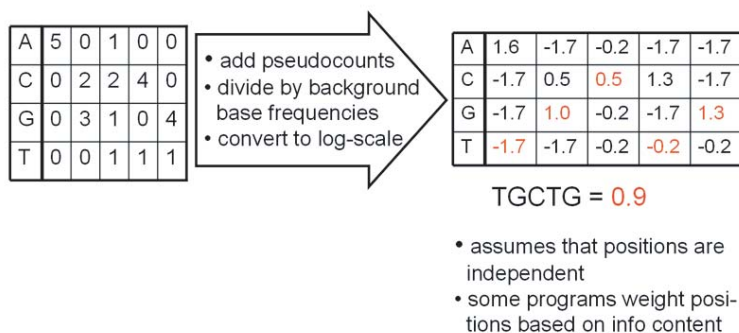 A 5 0 1 0 0
C 0 2 2 4 0
G 0 3 1 0 4
T 0 0 1 1 1
• add pseudocounts
• divide by background
base frequencies
• convert to log-scale
A 1.6 -1.7 -0.2 -1.7 -1.7
C -1.7 0.5 0.5 1.3 -1.7
G -1.7 1.0 -0.2 -1.7 1.3
T -1.7 -1.7 -0.2 -0.2 -0.2
TGCTG = 0.9
• assumes that positions are
independent
• some programs weight posi-
tions based on info content